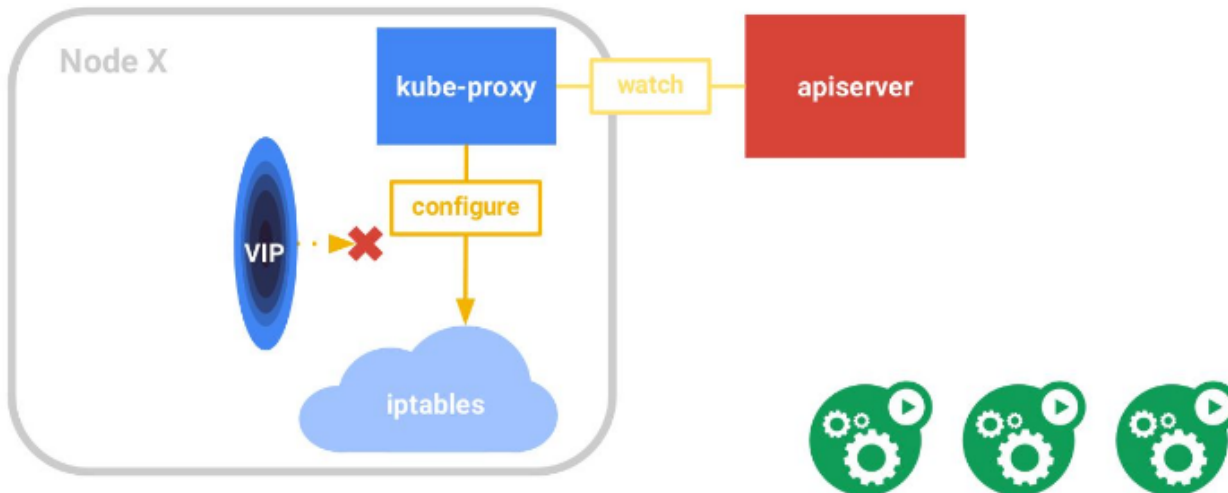 Node X
kube-proxy
watch
apiserver
configure
VIP
iptables